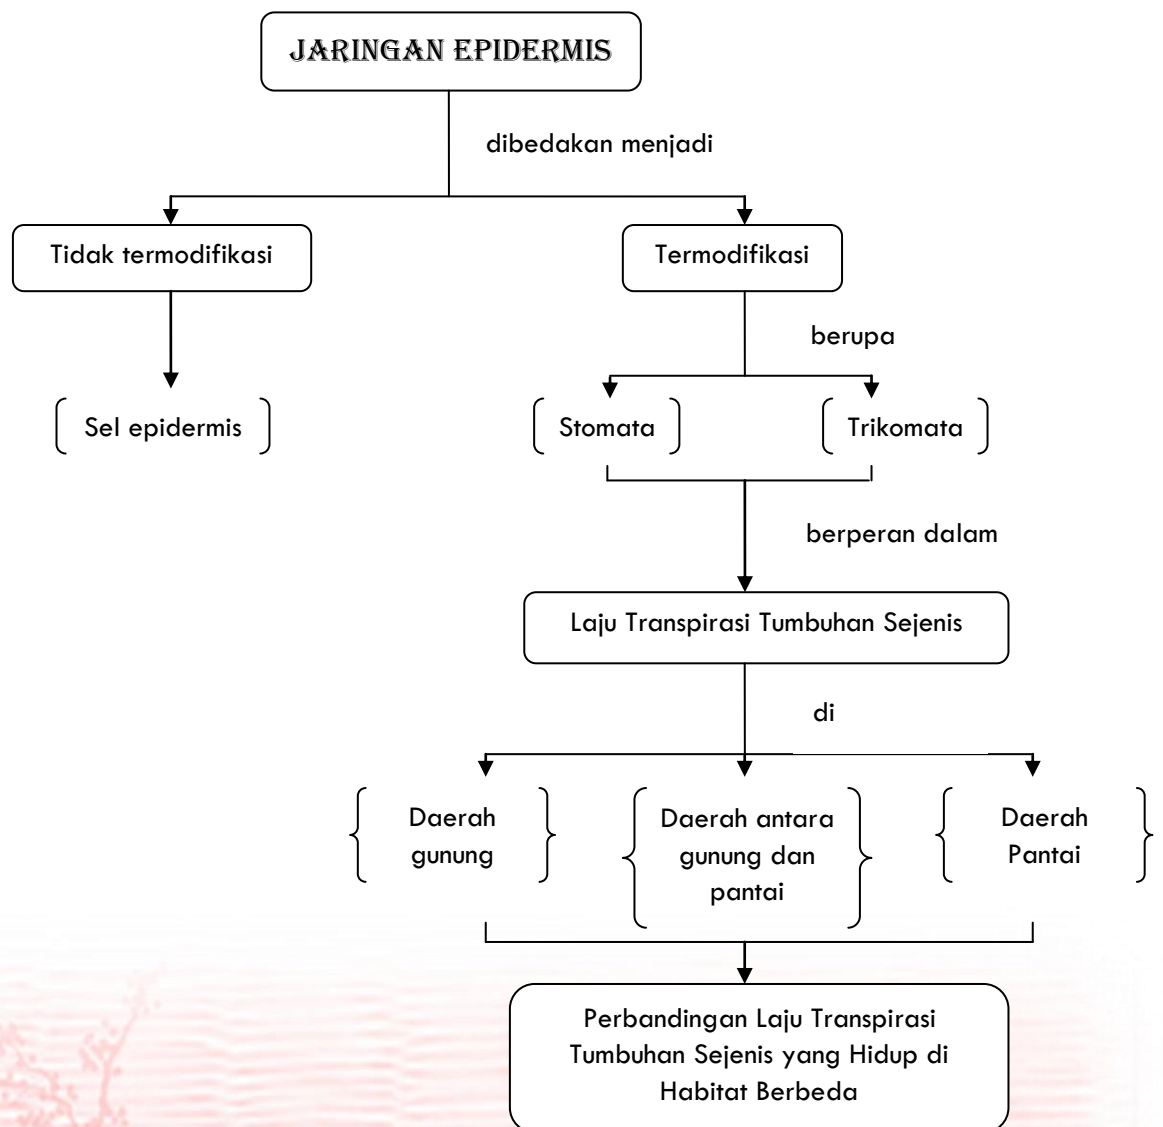 JARINGAN EPIDERMIS
dibedakan menjadi
Tidak termodifikasi
Termodifikasi
berupa
Sel epidermis
Stomata
Trikomata
berperan dalam
Laju Transpirasi Tumbuhan Sejenis
di
Daerah
gunung
Daerah antara
gunung dan
pantai
Daerah
Pantai
Perbandingan Laju Transpirasi
Tumbuhan Sejenis yang Hidup di
Habitat Berbeda